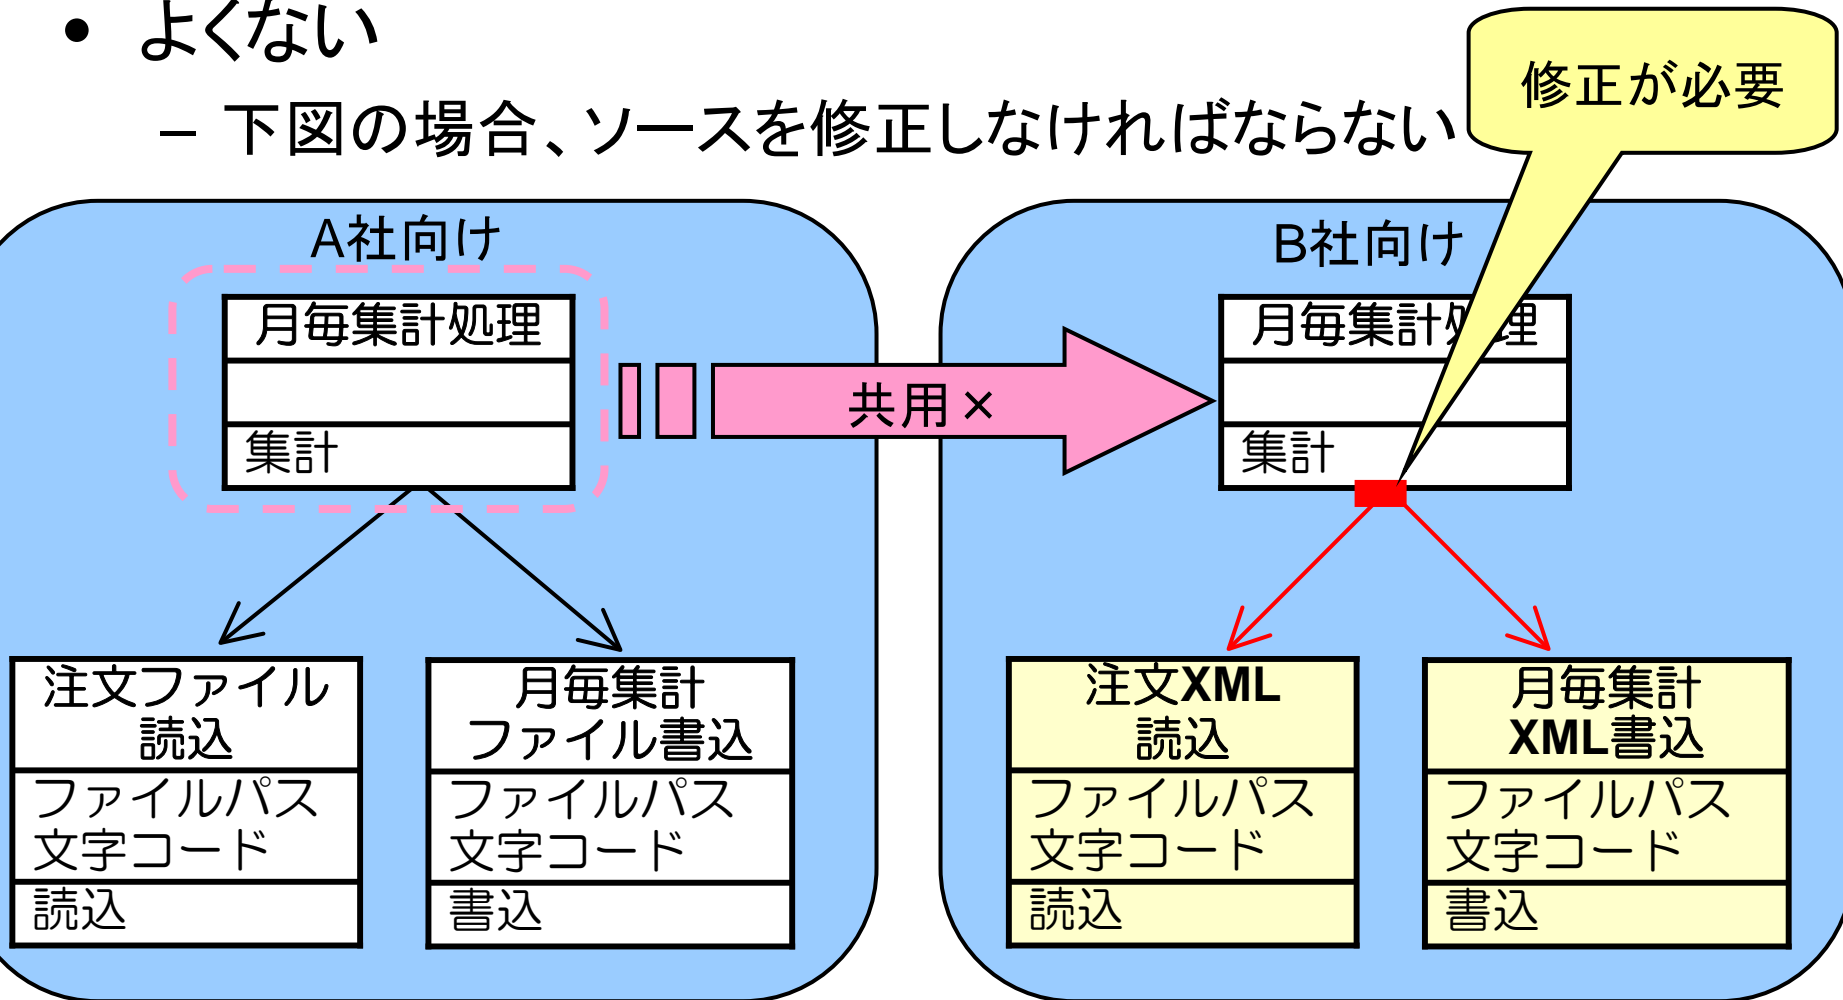 • よくない
– 下図の場合、ソースを修正しなければならない
修正が必要
A社向け
月毎集計処理
集計
共用×
B社向け
月毎集計処理
集計
注文ファイル
読込
ファイルパス
文字コード
読込
月毎集計
ファイル書込
ファイルパス
文字コード
書込
注文XML
読込
ファイルパス
文字コード
読込
月毎集計
XML書込
ファイルパス
文字コード
書込